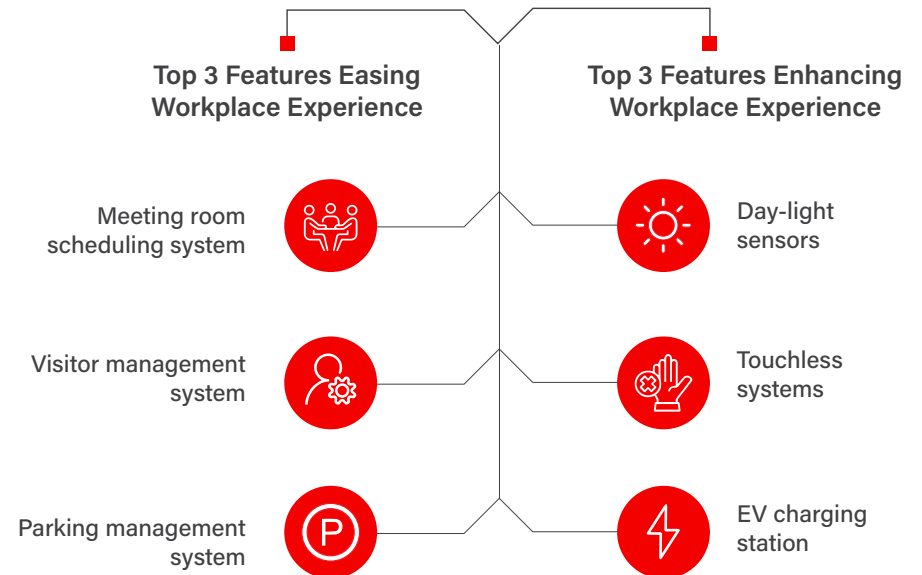 Top 3 Features Easing
Workplace Experience
Meeting room
scheduling system
Visitor management
system
Parking management
system
P
Top 3 Features Enhancing
Workplace Experience
Day-light
sensors
Touchless
systems
EV charging
station